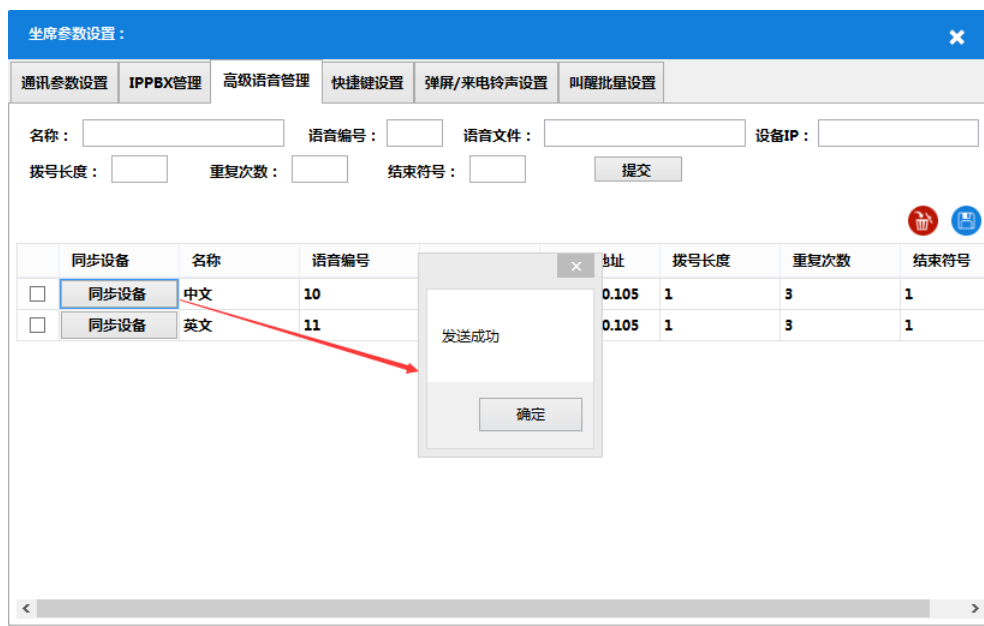 坐席参数设置：
通讯参数设置 IPPBX管理 高级语音管理 快捷键设置 弹屏/来电铃声设置 叫醒批量设置
名称： 语音编号： 语音文件： 设备IP：
拨号长度： 重复次数： 结束符号： 提交
同步设备 名称 语音编号 地址 拨号长度 重复次数 结束符号
同步设备 中文 10 0.105 1 3 1
同步设备 英文 11 0.105 1 3 1
发送成功
确定